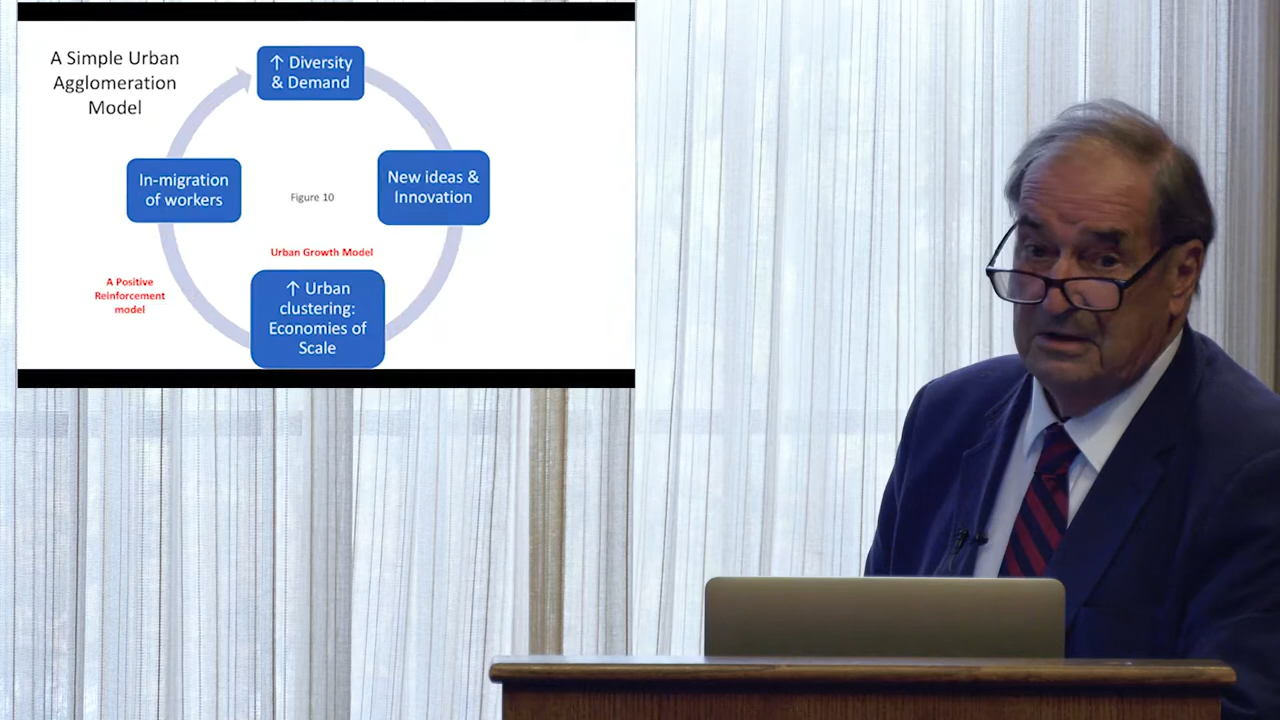 A Simple Urban
Agglomeration
Model
↑ Diversity
& Demand
In-migration
of workers
New ideas &
Innovation
Figure 10
Urban Growth Model
A Positive
Reinforcement
model
↑ Urban
clustering:
Economies of
Scale